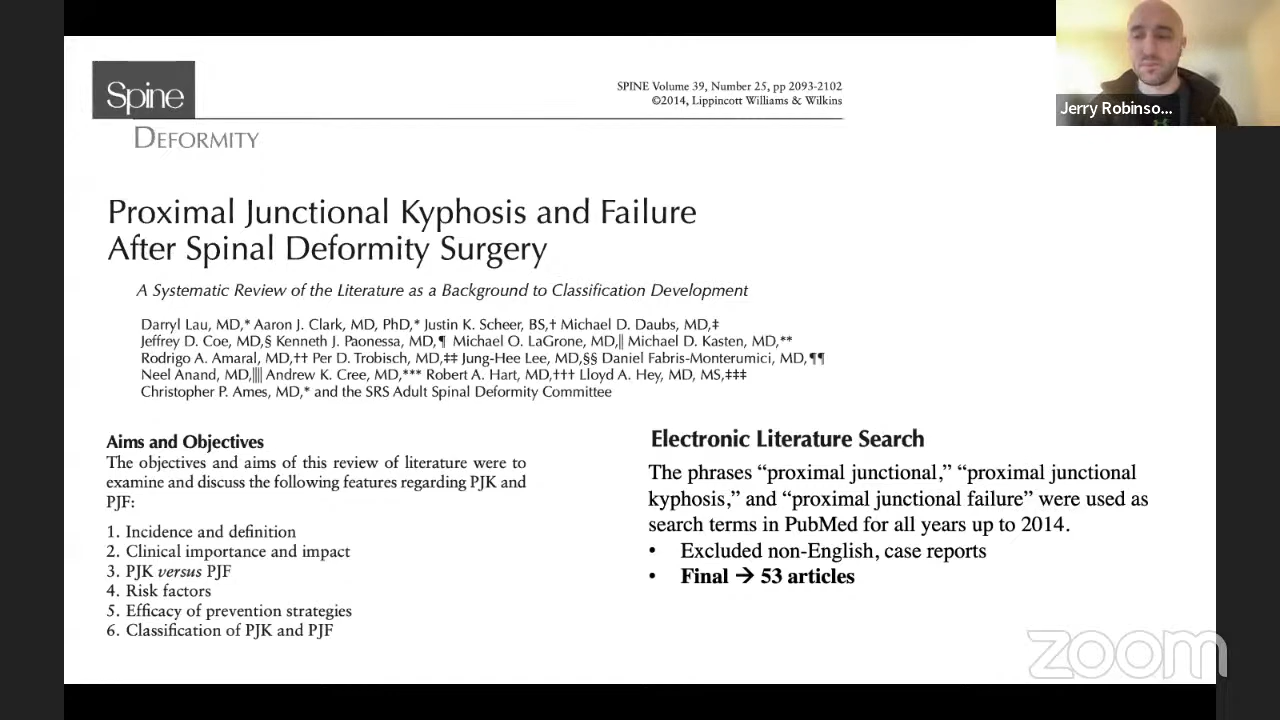 Jerry Robinso...
Spine
SPINE Volume 39, Number 25, pp 2093-2102
©2014, Lippincott Williams & Wilkins
DEFORMITY
Proximal Junctional Kyphosis and Failure
After Spinal Deformity Surgery
A Systematic Review of the Literature as a Background to Classification Development
Darryl Lau, MD,* Aaron J. Clark, MD, PhD,* Justin K. Scheer, BS,† Michael D. Daubs, MD,‡
Jeffrey D. Coe, MD,§ Kenneth J. Paonessa, MD,¶ Michael O. LaGrone, MD,|| Michael D. Kasten, MD,**
Rodrigo A. Amaral, MD,†† Per D. Trobisch, MD,‡‡ Jung-Hee Lee, MD,§§ Daniel Fabris-Monterumici, MD,¶¶
Neel Anand, MD,|||| Andrew K. Cree, MD,*** Robert A. Hart, MD,††† Lloyd A. Hey, MD, MS,‡‡‡
Christopher P. Ames, MD,* and the SRS Adult Spinal Deformity Committee
Aims and Objectives
The objectives and aims of this review of literature were to
examine and discuss the following features regarding PJK and
PJF:
1. Incidence and definition
2. Clinical importance and impact
3. PJK versus PJF
4. Risk factors
5. Efficacy of prevention strategies
6. Classification of PJK and PJF
Electronic Literature Search
The phrases “proximal junctional,” “proximal junctional
kyphosis,” and “proximal junctional failure” were used as
search terms in PubMed for all years up to 2014.
• Excluded non-English, case reports
• Final → 53 articles
zoom